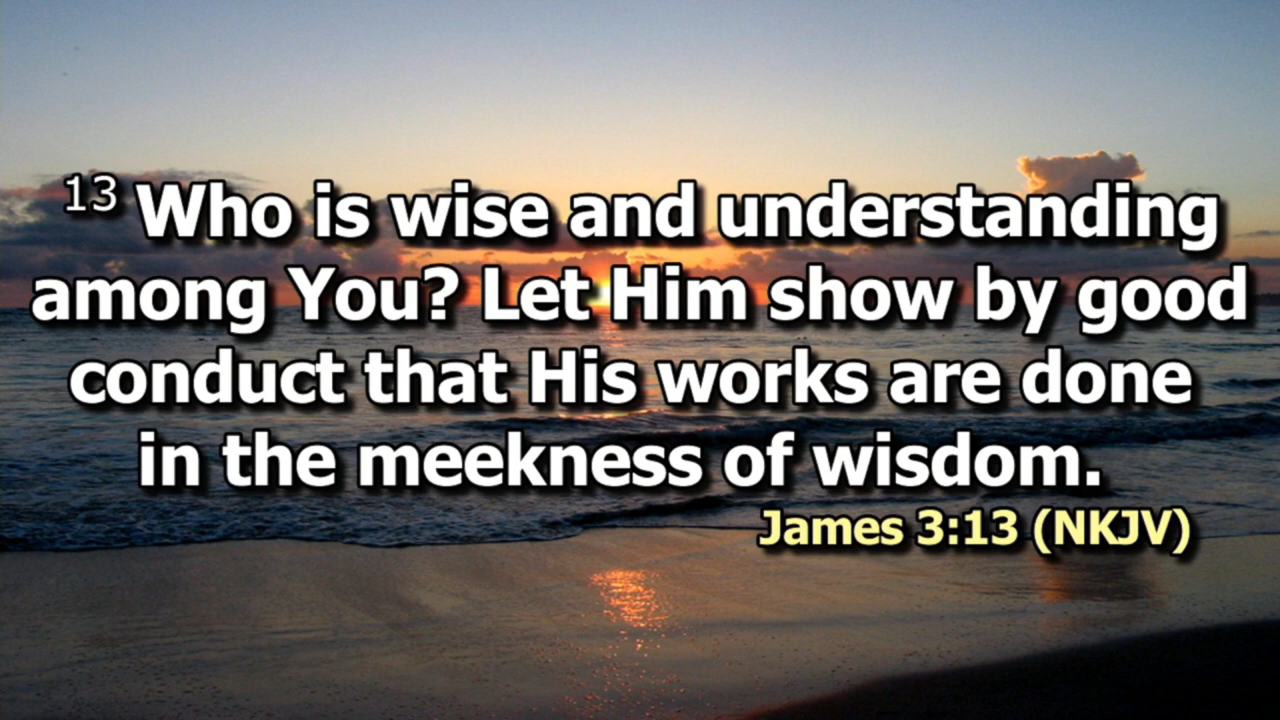 13 Who is wise and understanding
among You? Let Him show by good
conduct that His works are done
in the meekness of wisdom.
James 3:13 (NKJV)